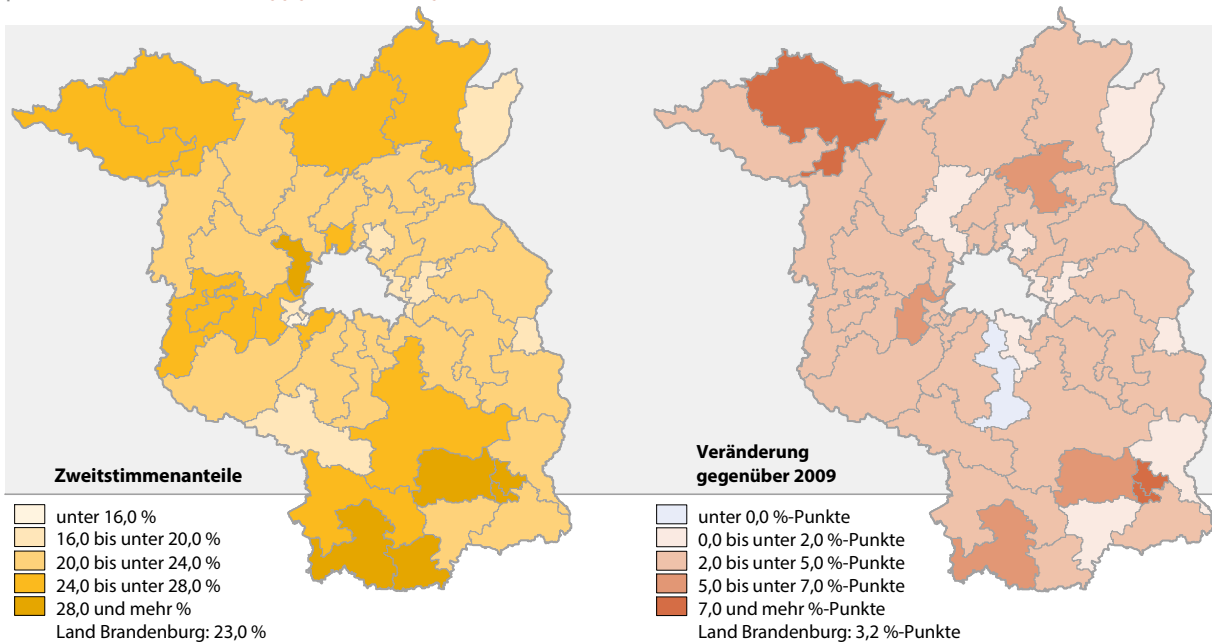 Zweitstimmenanteile
unter 16,0 %
16,0 bis unter 20,0 %
20,0 bis unter 24,0 %
24,0 bis unter 28,0 %
28,0 und mehr %
Land Brandenburg: 23,0 %
Veränderung
gegenüber 2009
unter 0,0 %-Punkte
0,0 bis unter 2,0 %-Punkte
2,0 bis unter 5,0 %-Punkte
5,0 bis unter 7,0 %-Punkte
7,0 und mehr %-Punkte
Land Brandenburg: 3,2 %-Punkte